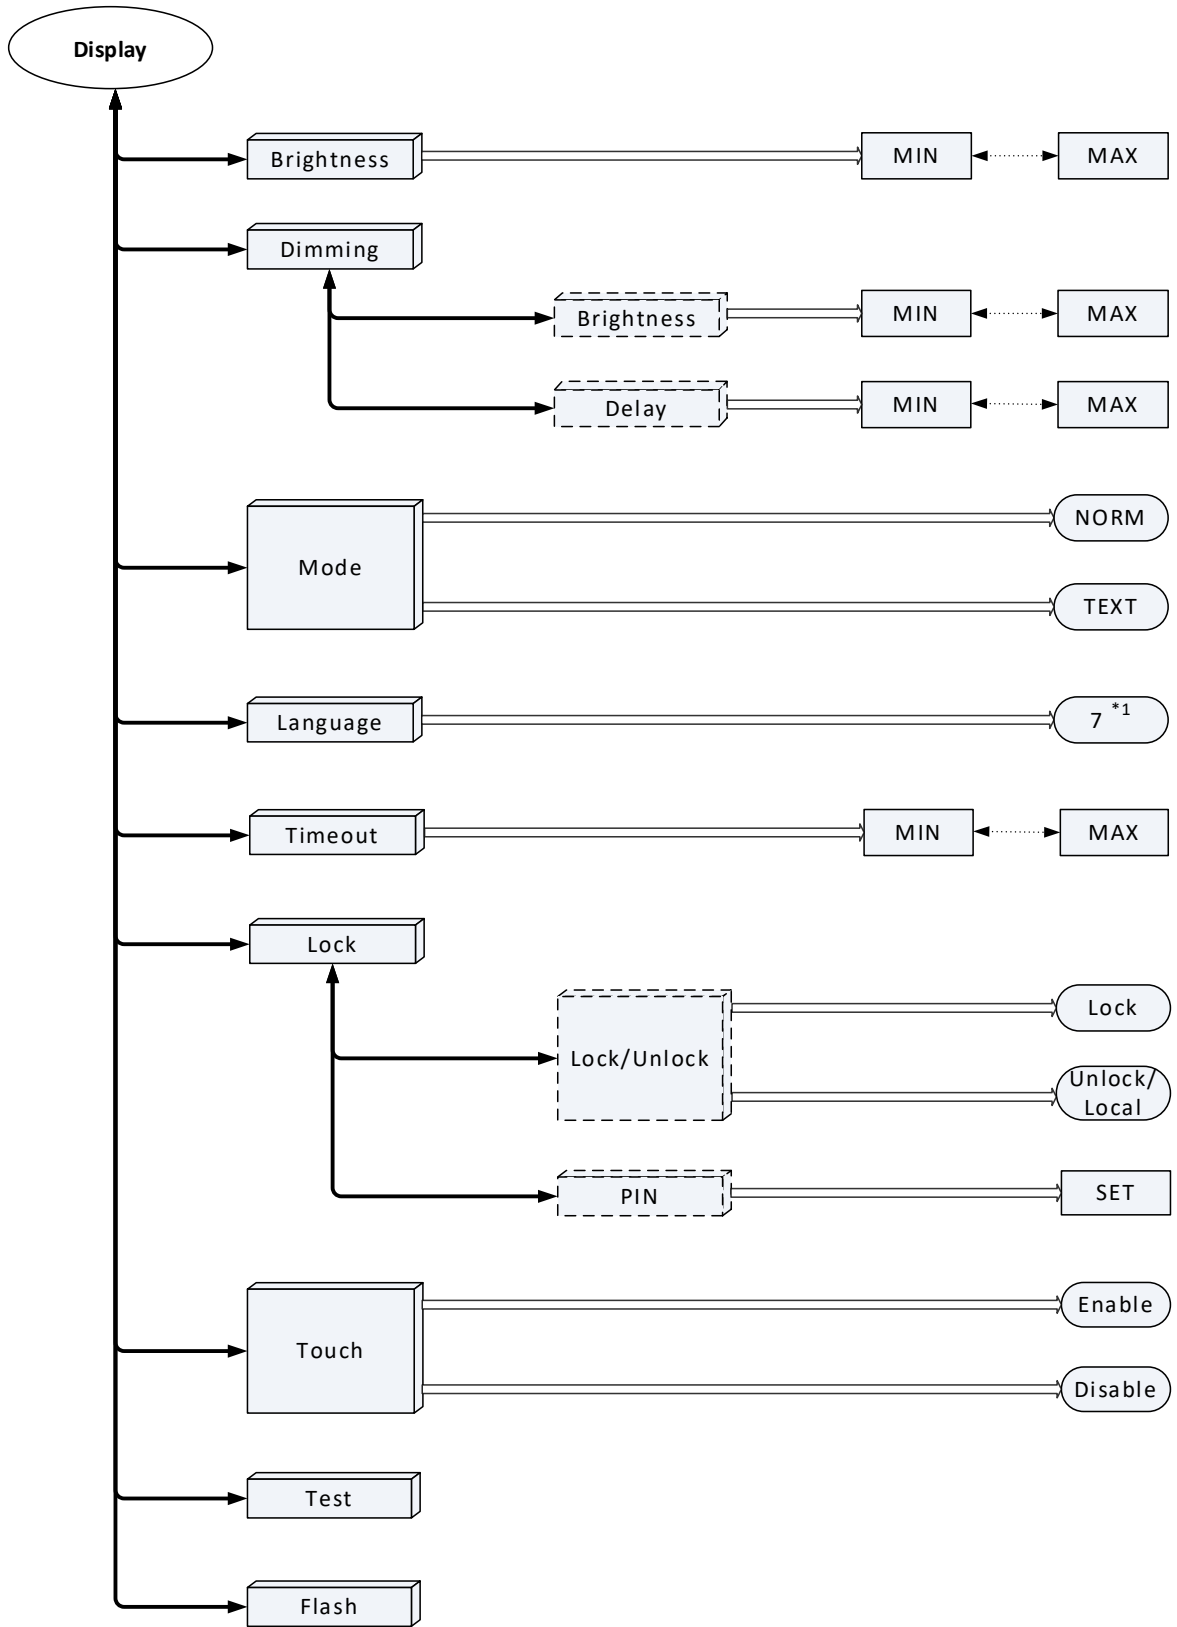 Display
Brightness
MIN
MAX
Dimming
Brightness
MIN
MAX
Delay
MIN
MAX
Mode
NORM
TEXT
Language
7 *1
Timeout
MIN
MAX
Lock
Lock/Unlock
Lock
Unlock/
Local
PIN
SET
Touch
Enable
Disable
Test
Flash